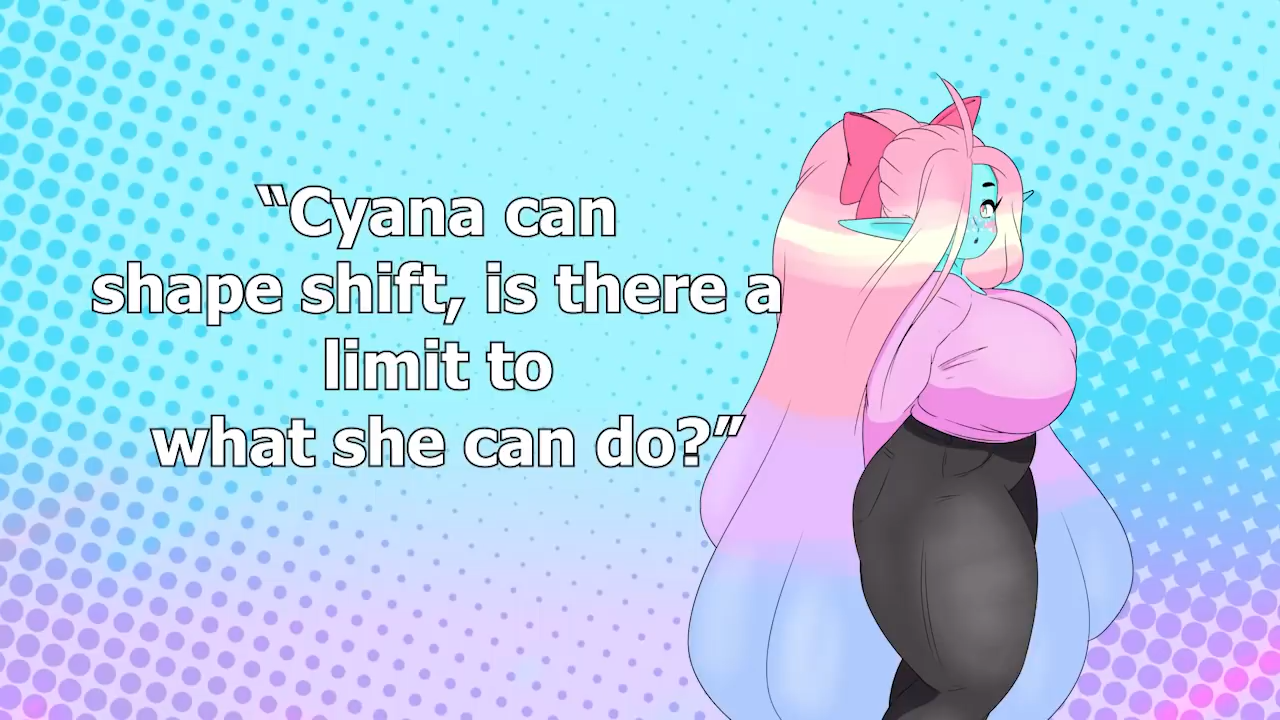 “Cyana can
shape shift, is there a
limit to
what she can do?”